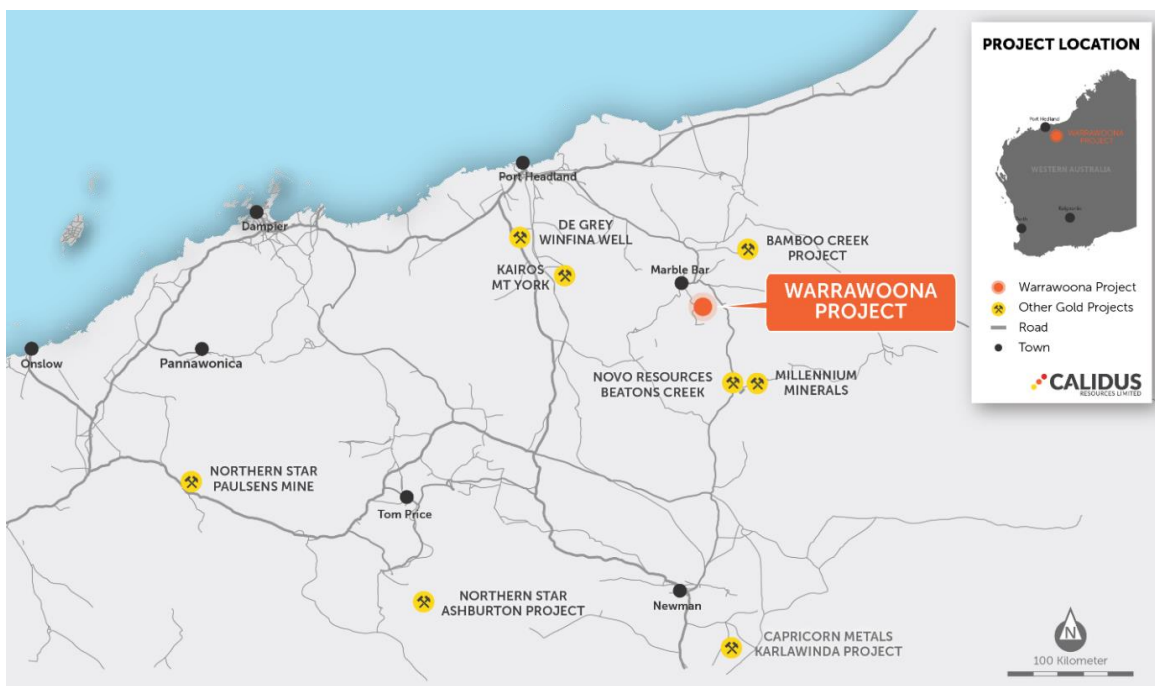 Port Headland
Dampier
DE GREY
WINFINA WELL
KAIROS
MT YORK
Marble Bar
BAMBOO CREEK
PROJECT
WARRAWOONA
PROJECT
Onslow
Pannawonica
NOVO RESOURCES
BEATONS CREEK
MILLENNIUM
MINERALS
NORTHERN STAR
PAULSENS MINE
Tom Price
NORTHERN STAR
ASHBURTON PROJECT
Newman
CAPRICORN METALS
KARLAWINDA PROJECT
PROJECT LOCATION
Port Hedland
WARRAWOONA
PROJECT
WESTERN AUSTRALIA
Warrawoona Project
Other Gold Projects
Road
Town
CALIDUS
RESOURCES LIMITED
N
100 Kilometer